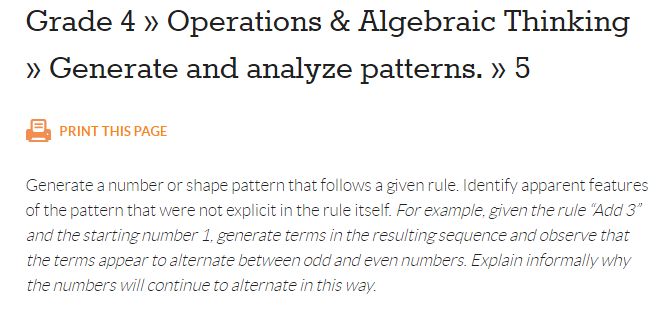 Grade 4 » Operations & Algebraic Thinking
» Generate and analyze patterns. » 5
PRINT THIS PAGE
Generate a number or shape pattern that follows a given rule. Identify apparent features
of the pattern that were not explicit in the rule itself. For example, given the rule “Add 3”
and the starting number 1, generate terms in the resulting sequence and observe that
the terms appear to alternate between odd and even numbers. Explain informally why
the numbers will continue to alternate in this way.